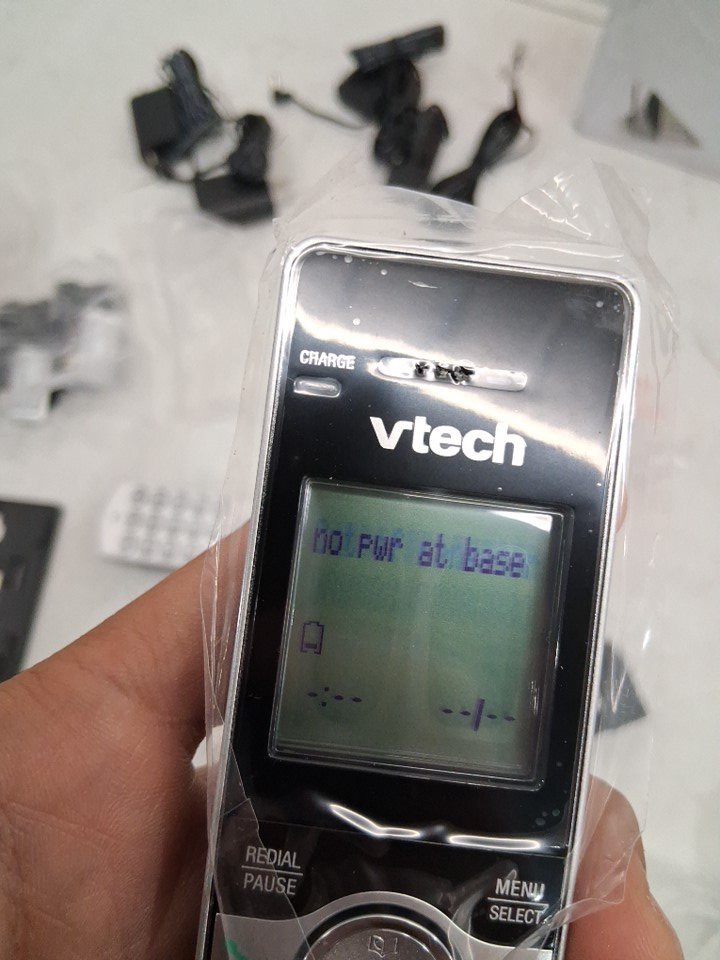 CHARGE
vtech
no pwr at base
-:--
--/--
REDIAL
PAUSE
MENU
SELECT